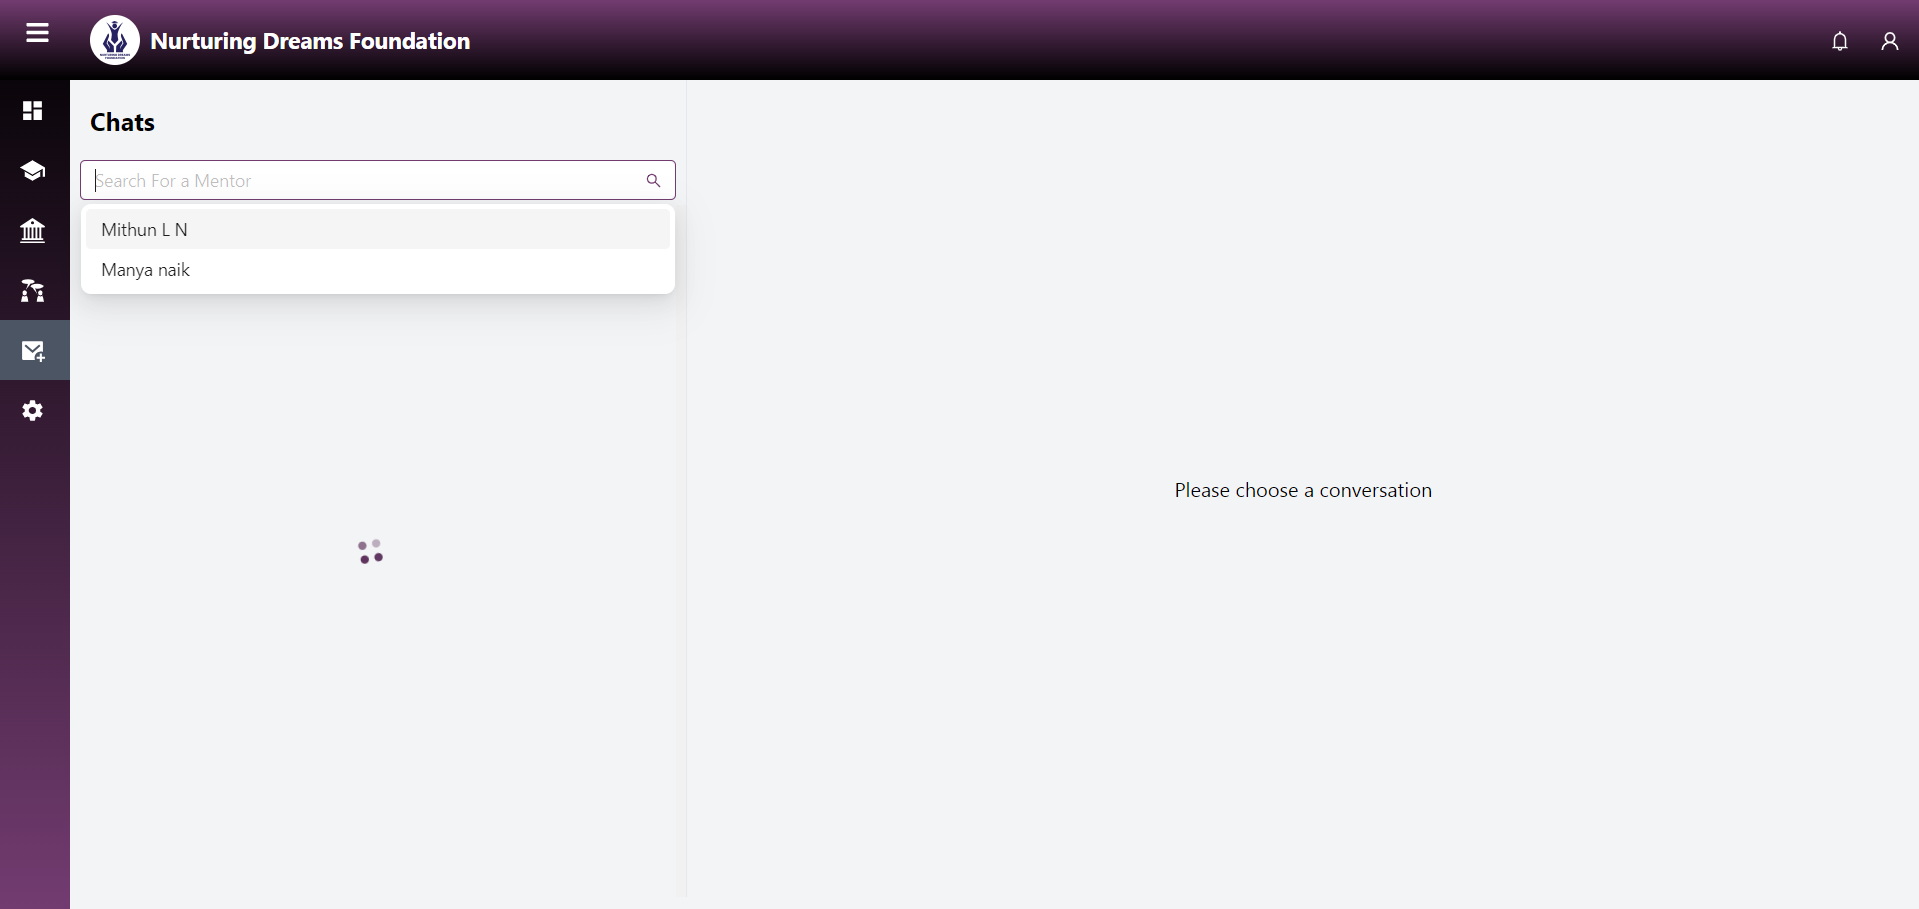 Nurturing Dreams Foundation
Chats
Search For a Mentor
Mithun L N
Manya naik
Please choose a conversation